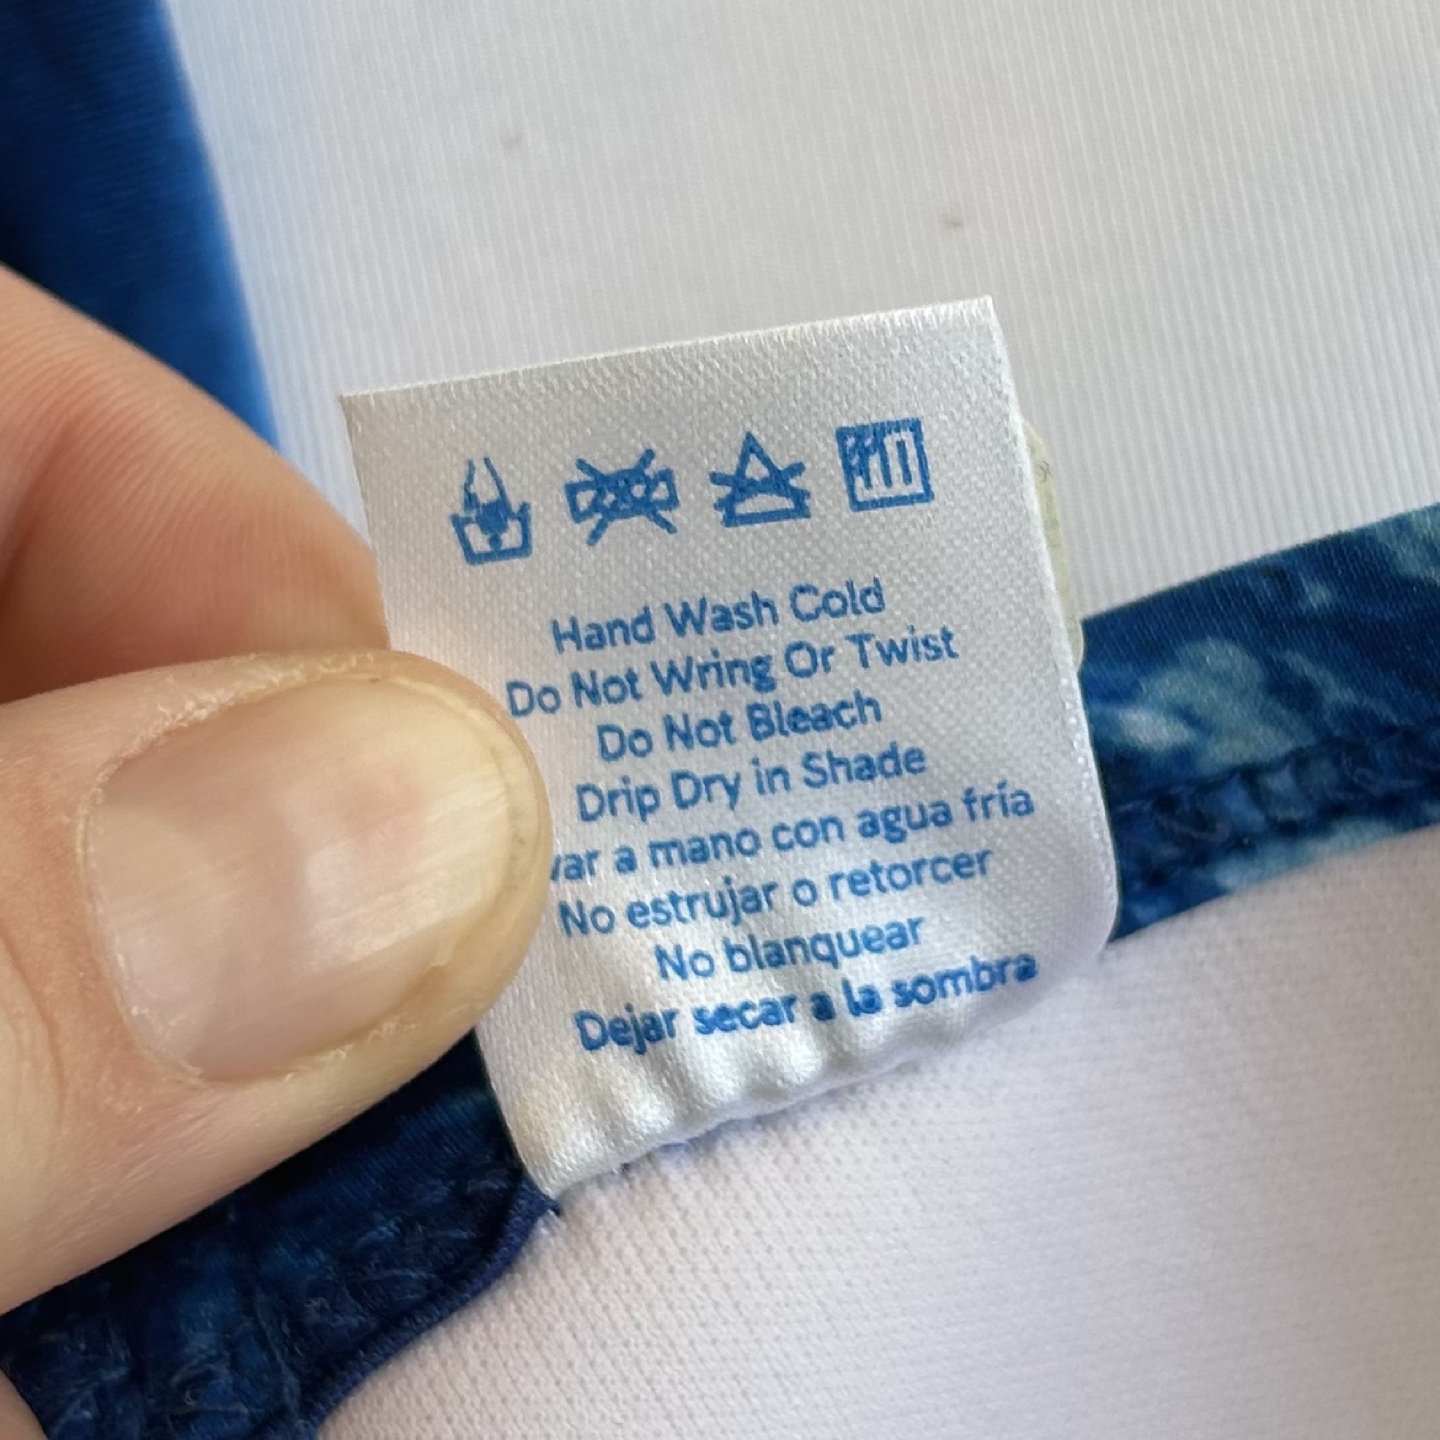 Hand Wash Cold
Do Not Wring Or Twist
Do Not Bleach
Drip Dry in Shade
a mano con agua fría
No estrujar o retorcer
No blanquear
Dejar secar a la sombra